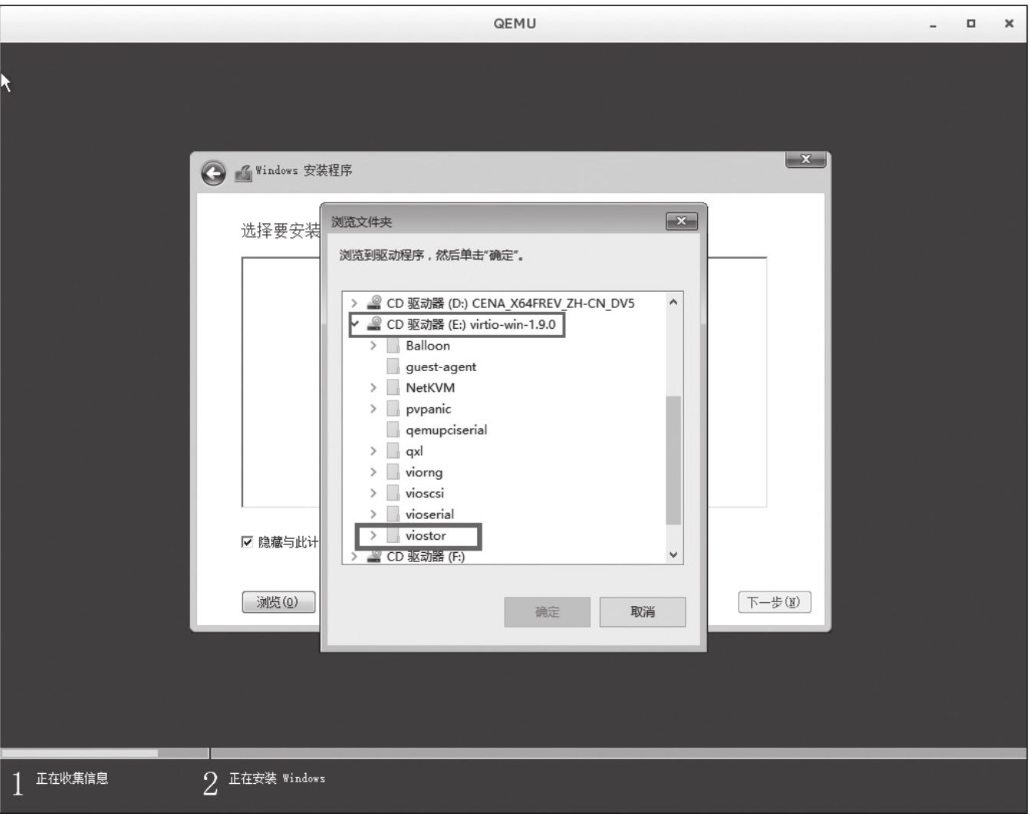 QEMU
Windows 安装程序
选择要安装
浏览文件夹
浏览到驱动程序，然后单击“确定”。
CD 驱动器 (D:) CENA_X64FREV_ZH-CN_DV5
CD 驱动器 (E:) virtio-win-1.9.0
Balloon
guest-agent
NetKVM
pvpanic
qemupciserial
qxl
viorng
vioscsi
vioserial
viostor
CD 驱动器 (F:)
隐藏与此计
浏览(O)
确定
取消
下一步(N)
1 正在收集信息
2 正在安装 Windows